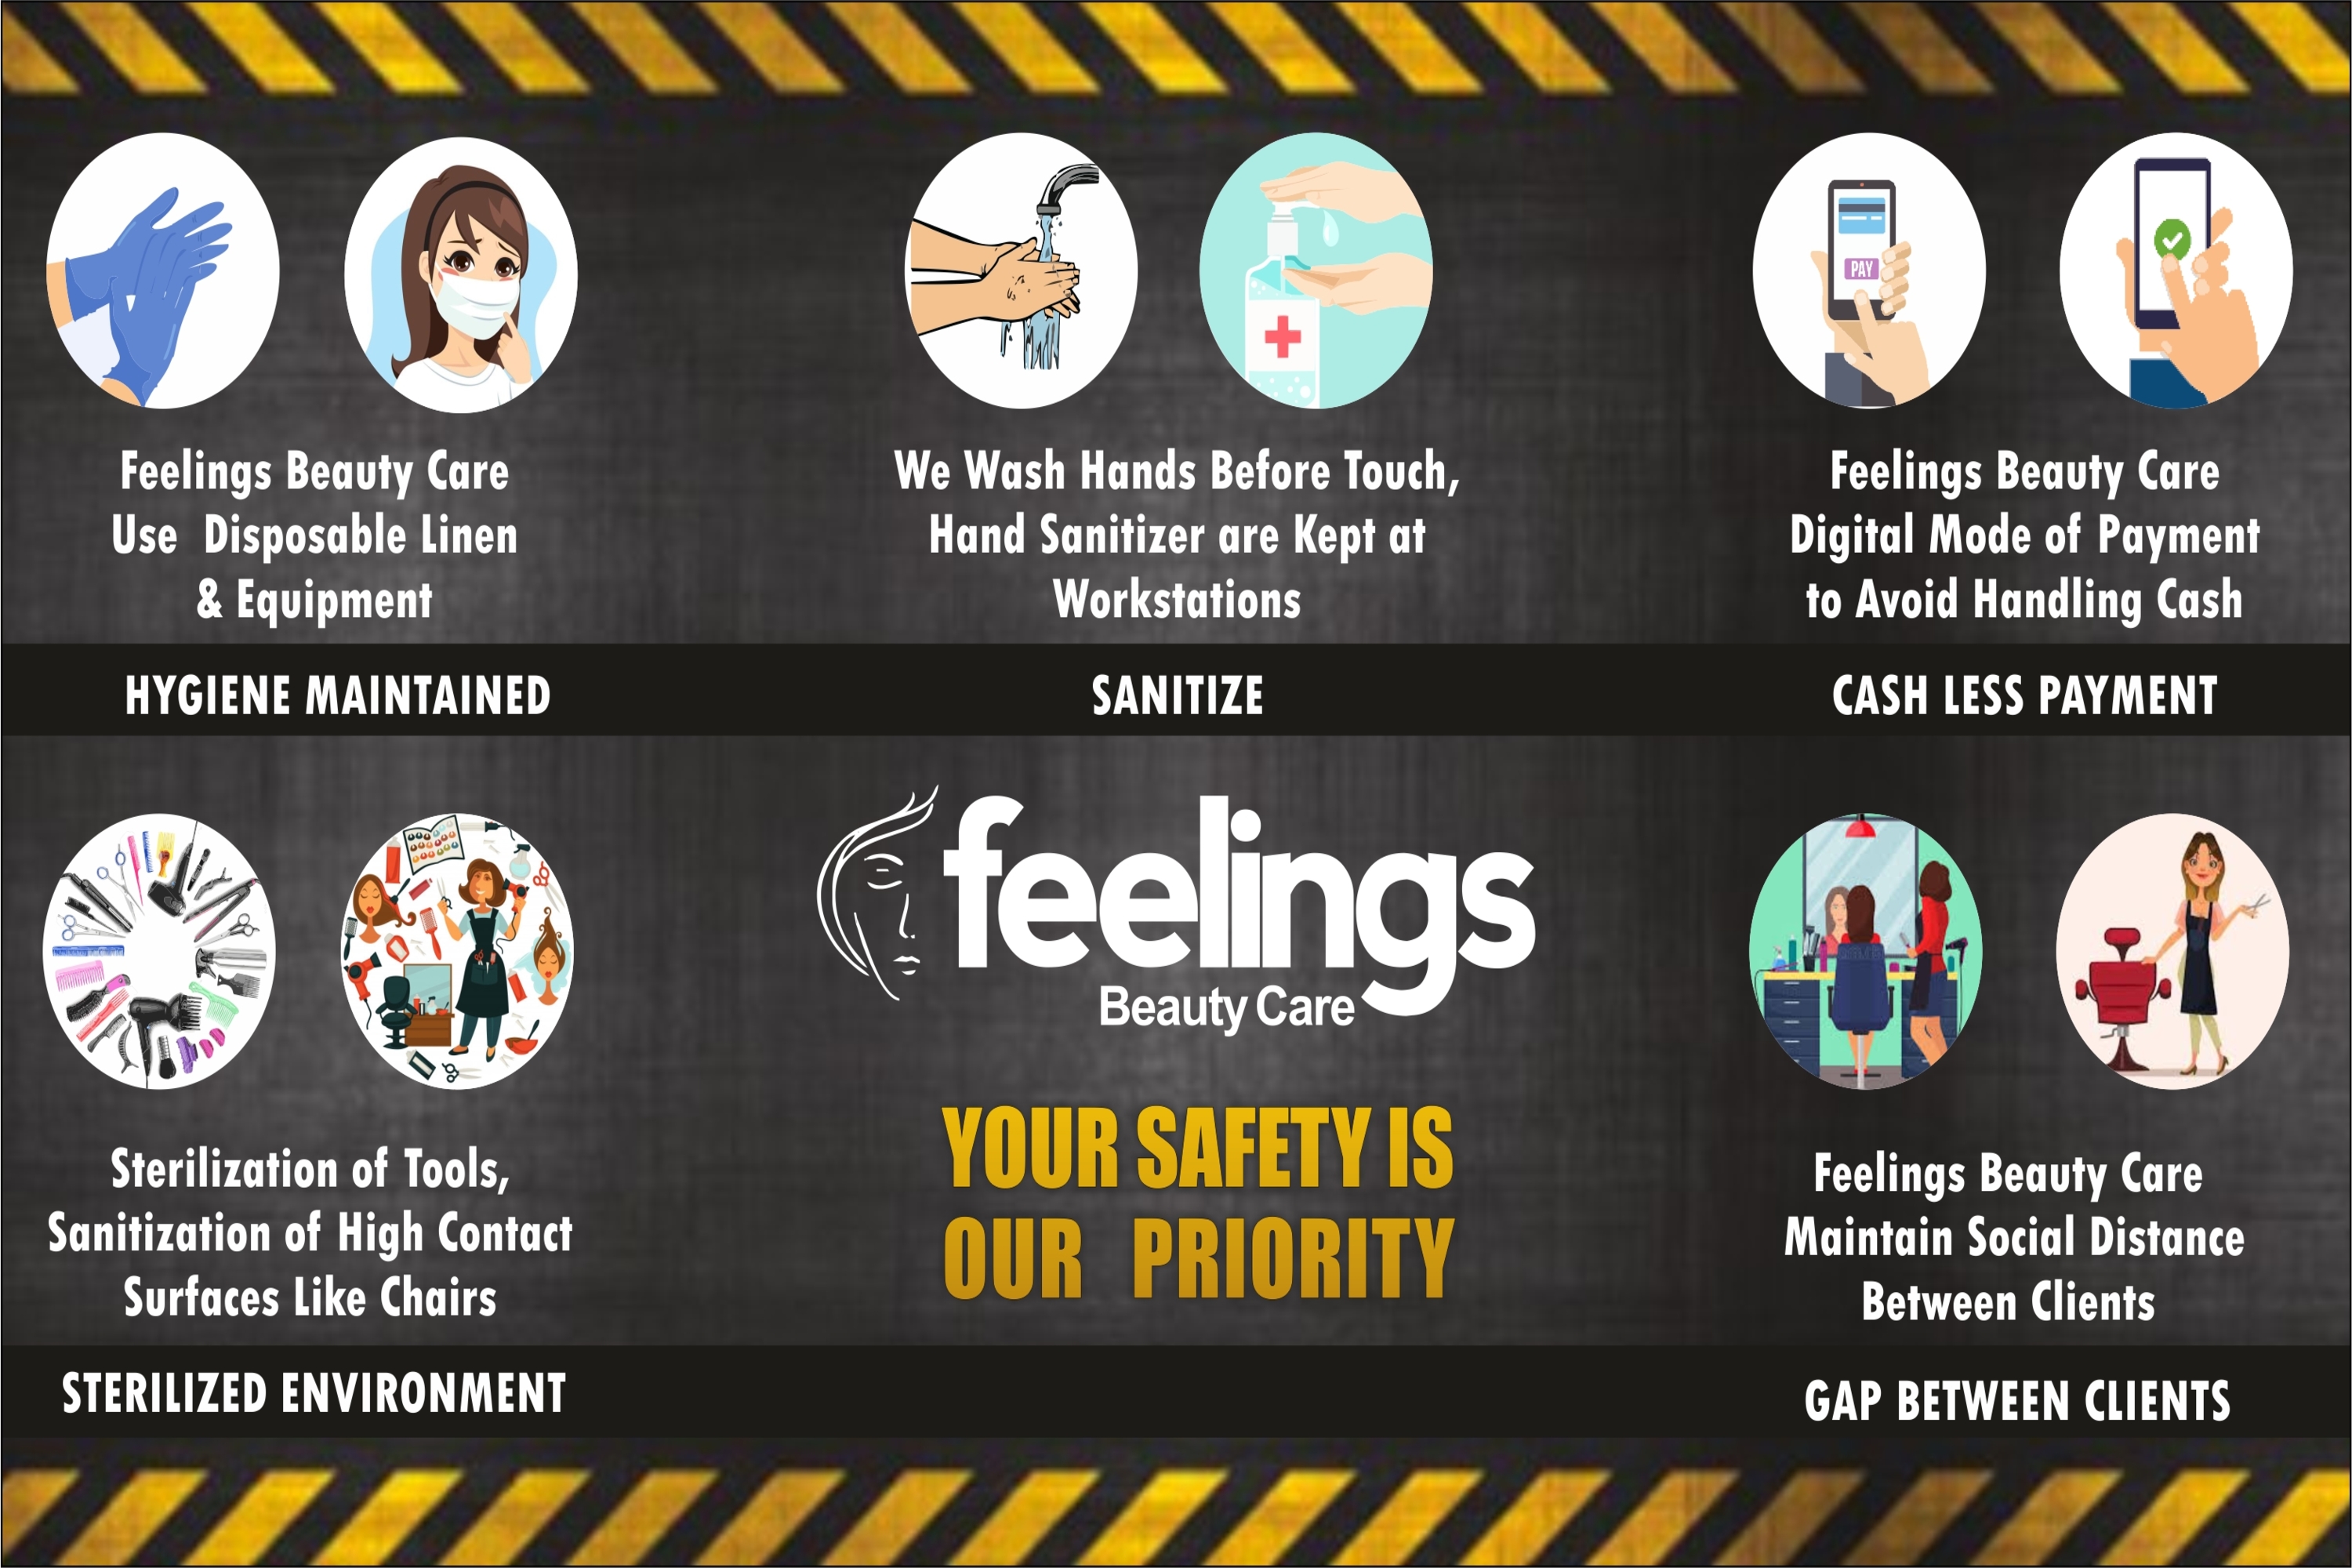 PAY
Feelings Beauty Care
Use Disposable Linen
& Equipment
HYGIENE MAINTAINED
We Wash Hands Before Touch,
Hand Sanitizer are Kept at
Workstations
SANITIZE
Feelings Beauty Care
Digital Mode of Payment
to Avoid Handling Cash
CASH LESS PAYMENT
Sterilization of Tools,
Sanitization of High Contact
Surfaces Like Chairs
STERILIZED ENVIRONMENT
feelings
Beauty Care
YOUR SAFETY IS
OUR PRIORITY
Feelings Beauty Care
Maintain Social Distance
Between Clients
GAP BETWEEN CLIENTS